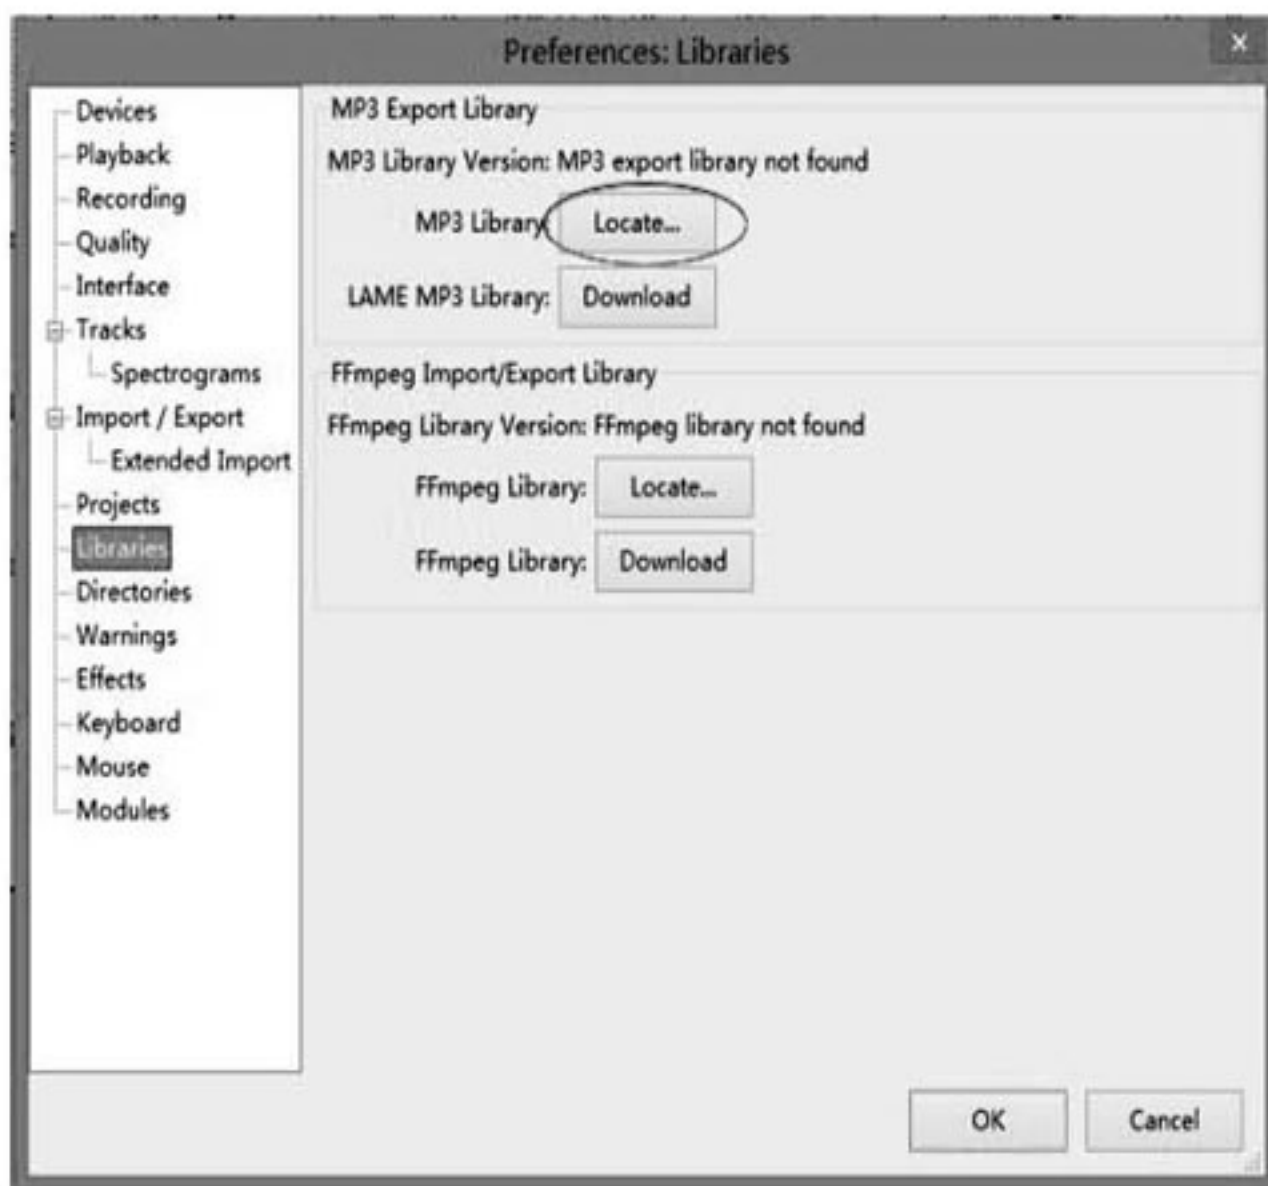 Preferences: Libraries
x
Devices
Playback
Recording
Quality
Interface
Tracks
Spectrograms
Import / Export
Extended Import
Projects
Libraries
Directories
Warnings
Effects
Keyboard
Mouse
Modules
MP3 Export Library
MP3 Library Version: MP3 export library not found
MP3 Library: Locate...
LAME MP3 Library: Download
FFmpeg Import/Export Library
FFmpeg Library Version: FFmpeg library not found
FFmpeg Library: Locate...
FFmpeg Library: Download
OK Cancel